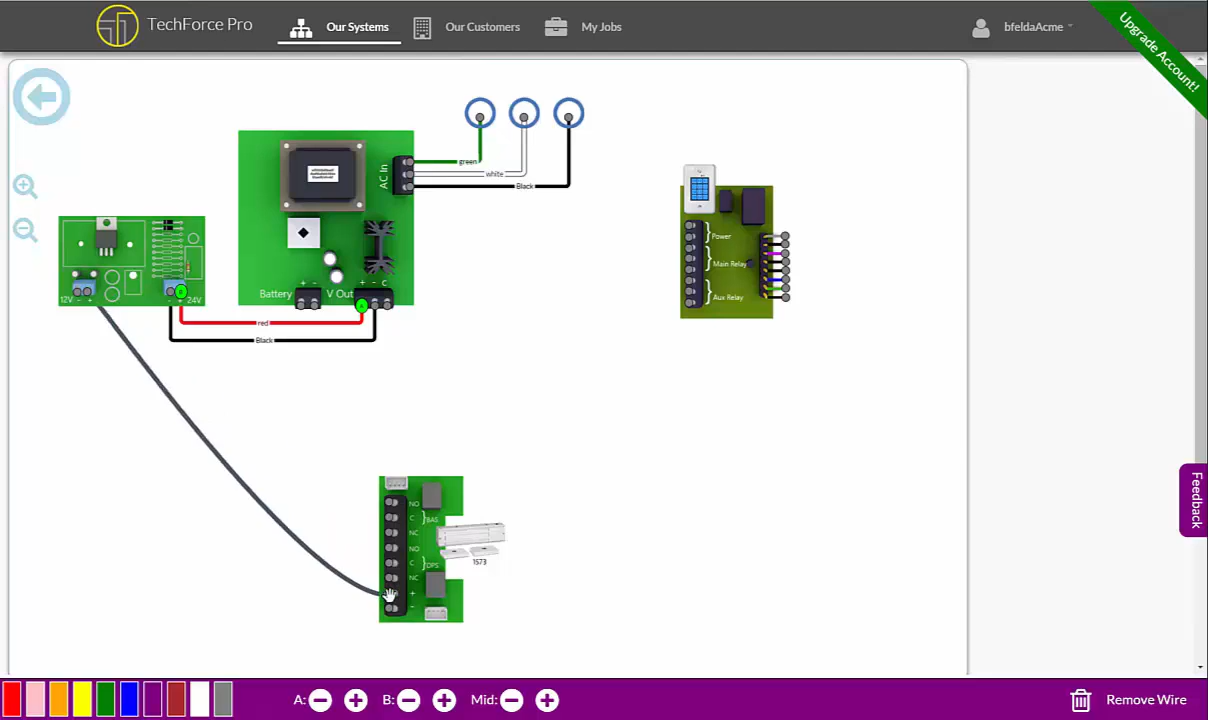 TechForce Pro
Our Systems
Our Customers
My Jobs
bfeldaAcme
Upgrade Account!
green
white
Black
AC In
Battery
+ -
V Out
+ - C
12V - +
- + 24V
B
A
red
Black
Power
Main Relay
Aux Relay
NO
C
BAS
NC
NO
C
DPS
NC
+
-
1573
Feedback
A:
B:
Mid:
Remove Wire